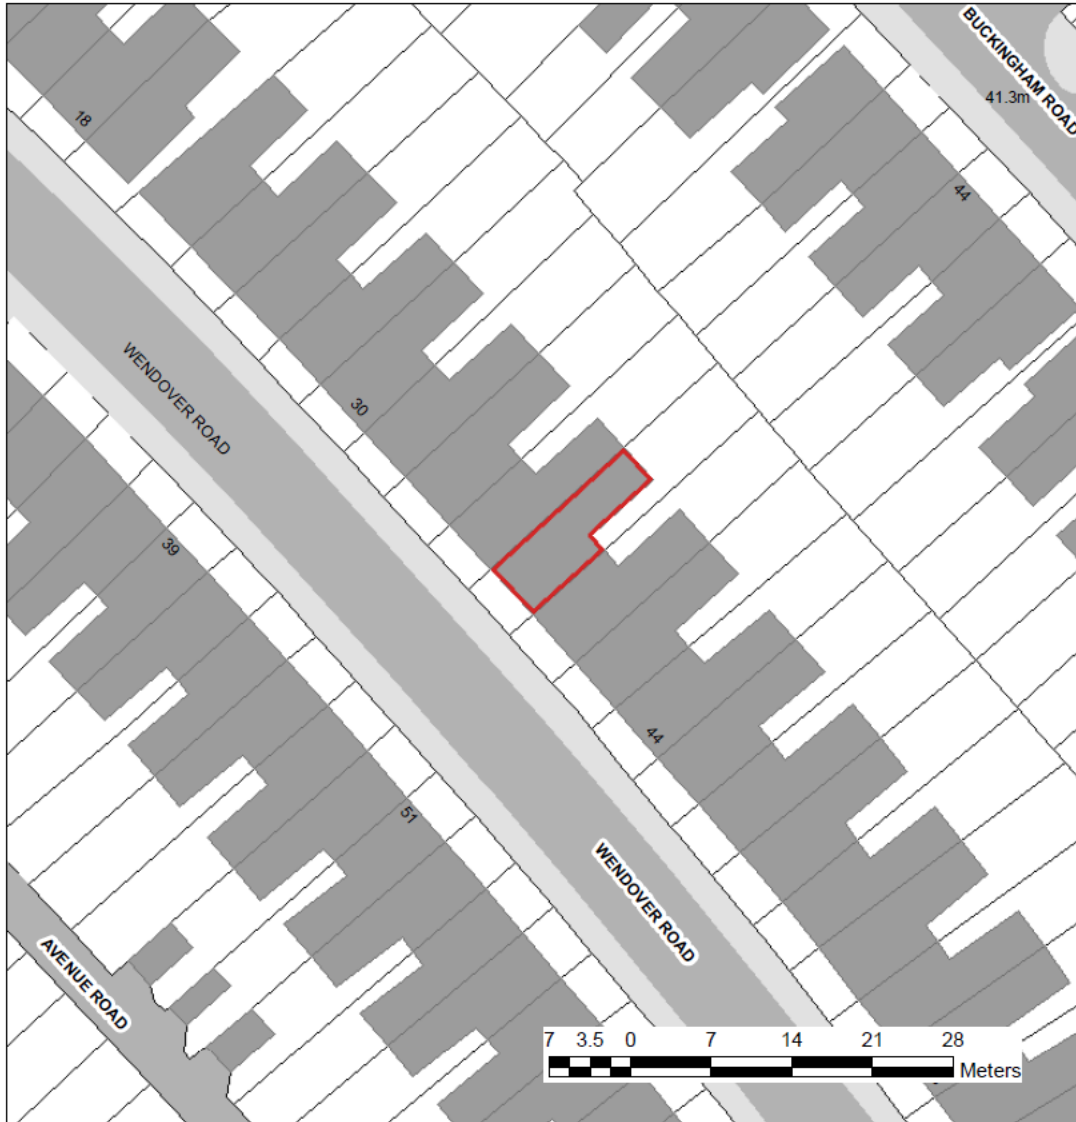 BUCKINGHAM ROAD
41.3m
18
44
WENDOVER ROAD
30
39
44
51
WENDOVER ROAD
AVENUE ROAD
7 3.5 0 7 14 21 28
Meters